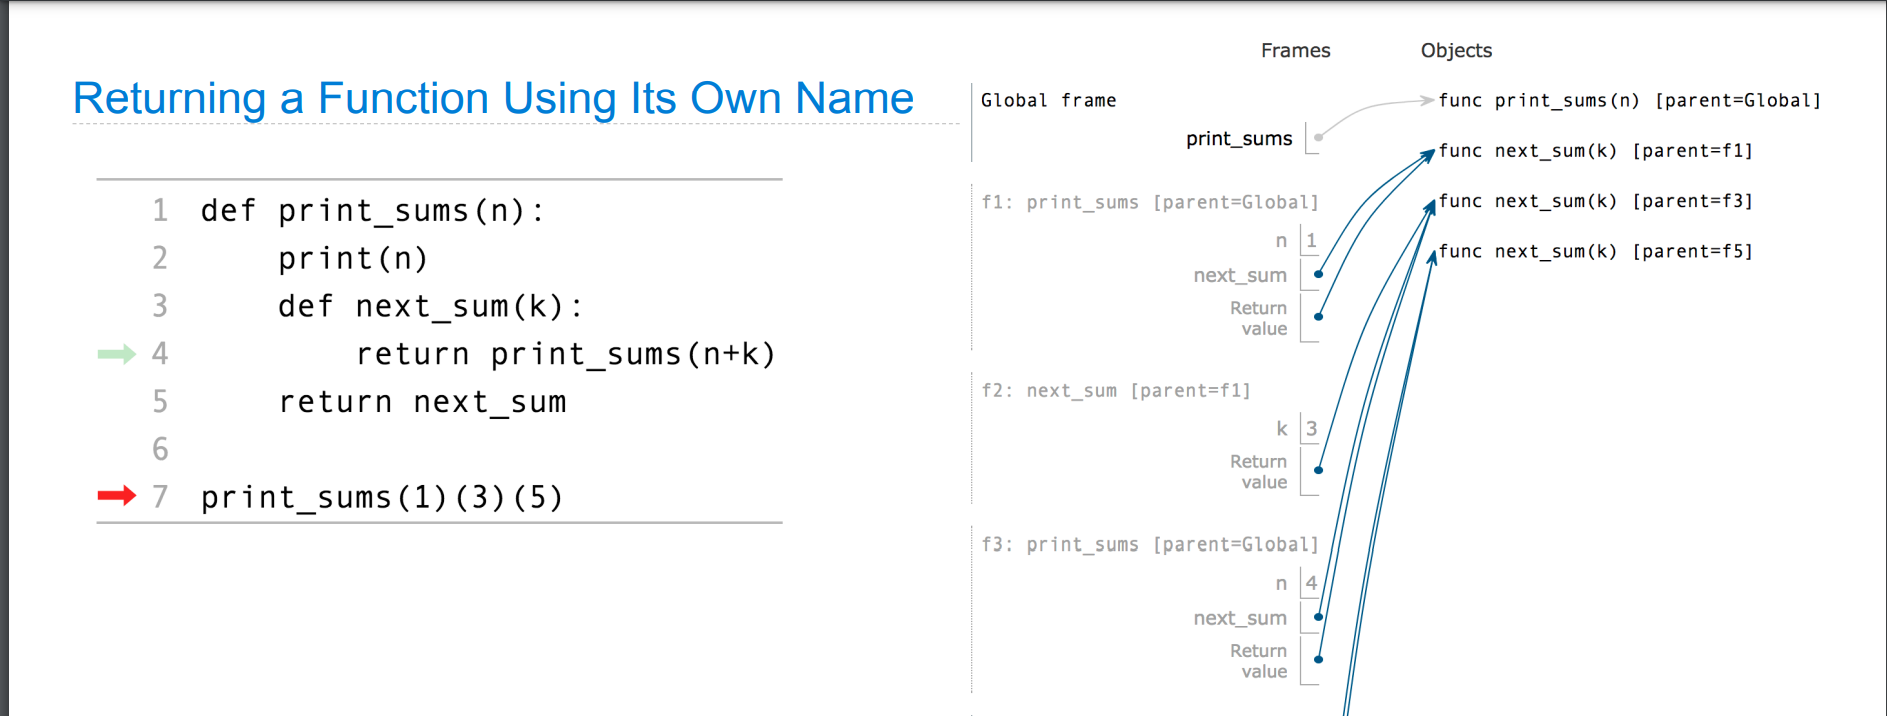 Returning a Function Using Its Own Name
1 def print_sums(n):
2     print(n)
3     def next_sum(k):
4         return print_sums(n+k)
5     return next_sum
6
7 print_sums(1)(3)(5)
Frames Objects
Global frame
print_sums
func print_sums(n) [parent=Global]
func next_sum(k) [parent=f1]
func next_sum(k) [parent=f3]
func next_sum(k) [parent=f5]
f1: print_sums [parent=Global]
n 1
next_sum
Return
value
f2: next_sum [parent=f1]
k 3
Return
value
f3: print_sums [parent=Global]
n 4
next_sum
Return
value